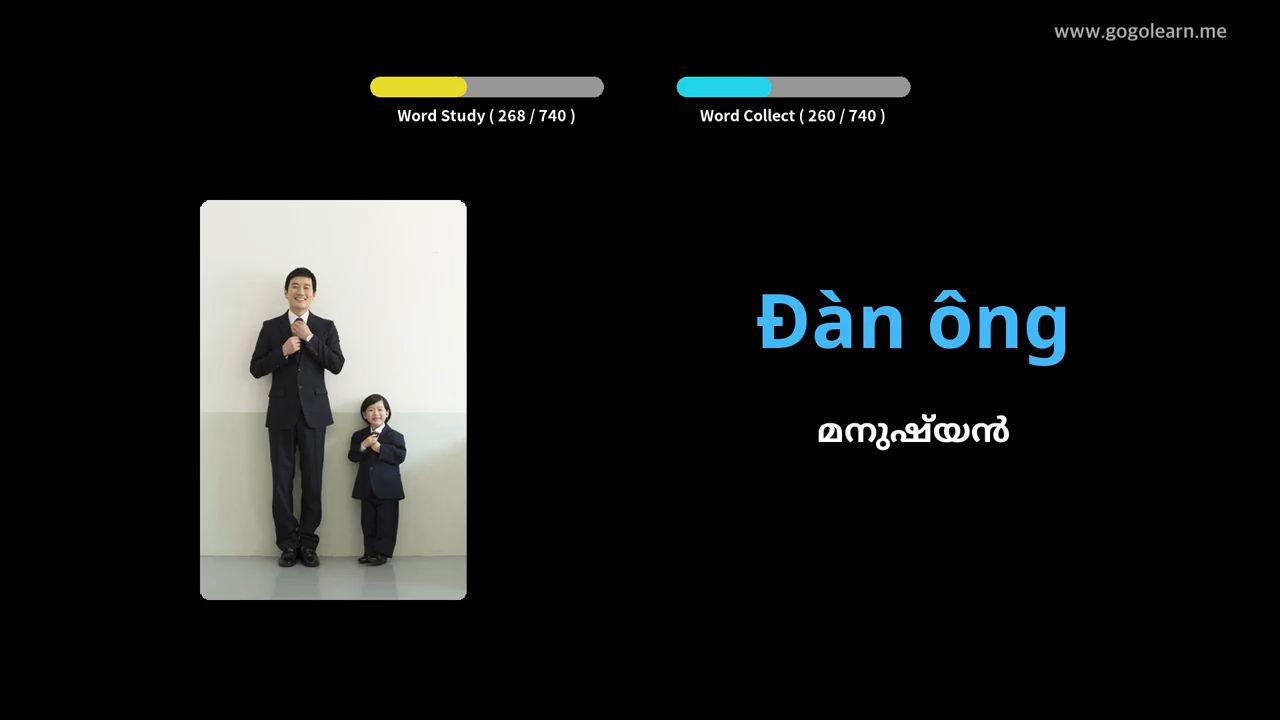 www.gogolearn.me
Word Study ( 268 / 740 )
Word Collect ( 260 / 740 )
Đàn ông
മനുഷ്യൻ